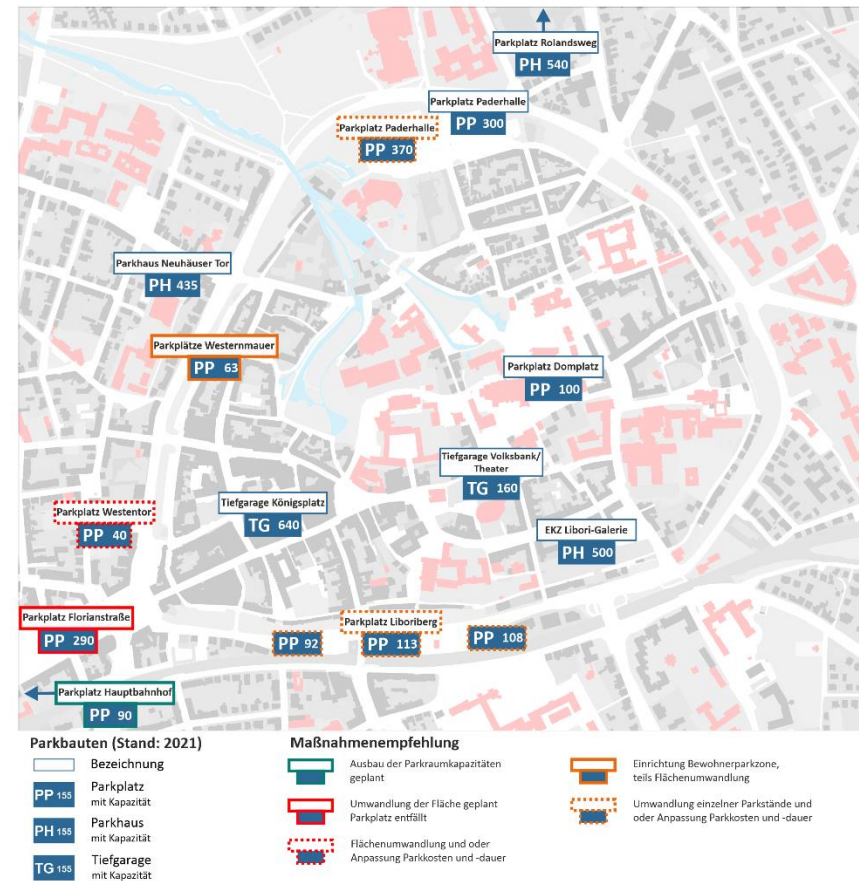 Parkplatz Rolandsweg
PH 540
Parkplatz Paderhalle
PP 300
Parkplatz Paderhalle
PP 370
Parkhaus Neuhäuser Tor
PH 435
Parkplätze Westernmauer
PP 63
Parkplatz Domplatz
PP 100
Tiefgarage Volksbank/
Theater
TG 160
Tiefgarage Königsplatz
TG 640
Parkplatz Westentor
PP 40
EKZ Libori-Galerie
PH 500
Parkplatz Florianstraße
PP 290
Parkplatz Liboriberg
PP 92
PP 113
PP 108
Parkplatz Hauptbahnhof
PP 90
Parkbauten (Stand: 2021)
Bezeichnung
PP 155
Parkplatz
mit Kapazität
PH 155
Parkhaus
mit Kapazität
TG 155
Tiefgarage
mit Kapazität
Maßnahmenempfehlung
Ausbau der Parkraumkapazitäten
geplant
Umwandlung der Fläche geplant
Parkplatz entfällt
Flächenumwandlung und oder
Anpassung Parkkosten und -dauer
Einrichtung Bewohnerparkzone,
teils Flächenumwandlung
Umwandlung einzelner Parkstände und
oder Anpassung Parkkosten und -dauer